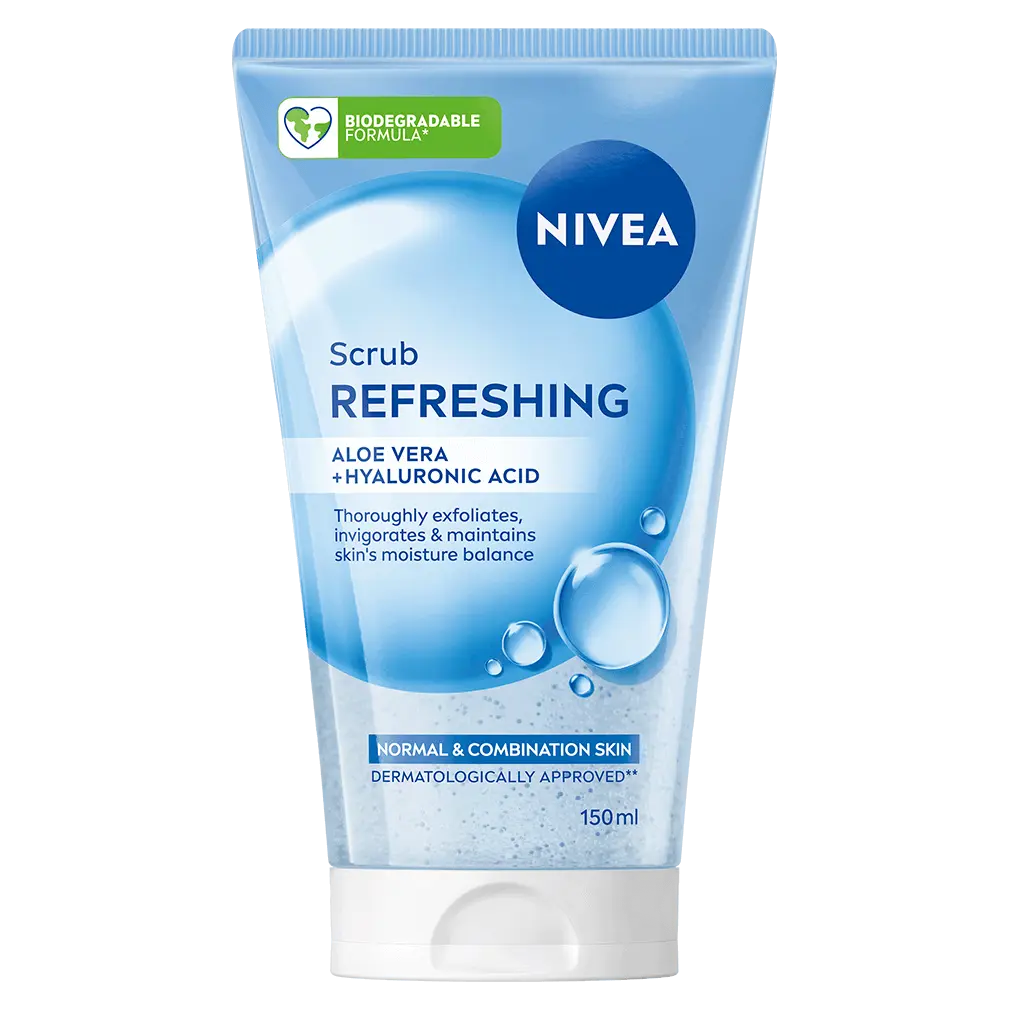 BIODEGRADABLE
FORMULA*
NIVEA
Scrub
REFRESHING
ALOE VERA
+HYALURONIC ACID
Thoroughly exfoliates,
invigorates & maintains
skin's moisture balance
NORMAL & COMBINATION SKIN
DERMATOLOGICALLY APPROVED**
150ml